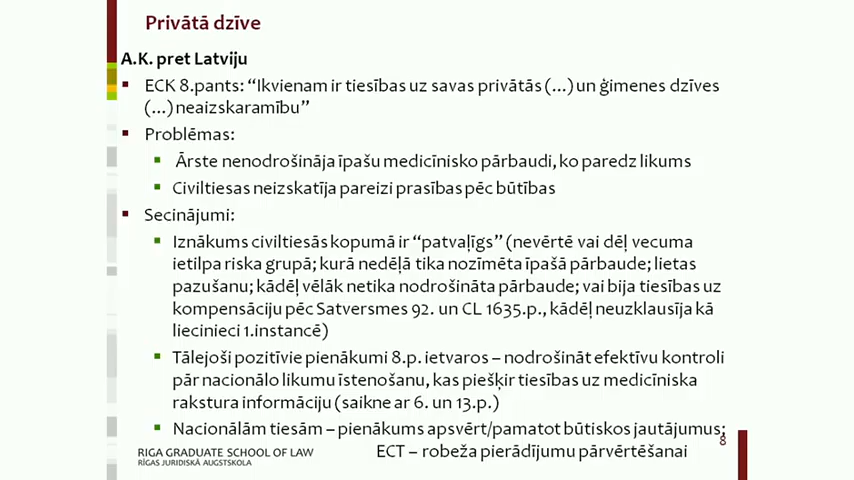 Privātā dzīve
A.K. pret Latviju
ECK 8.pants: “Ikvienam ir tiesības uz savas privātās (...) un ģimenes dzīves
(...) neaizskaramību”
Problēmas:
Ārste nenodrošināja īpašu medicīnisko pārbaudi, ko paredz likums
Civiltiesas neizskatīja pareizi prasības pēc būtības
Secinājumi:
Iznākums civiltiesās kopumā ir “patvaļīgs” (nevērtē vai dēļ vecuma
ietilpa riska grupā; kurā nedēļā tika nozīmēta īpašā pārbaude; lietas
pazušanu; kādēļ vēlāk netika nodrošināta pārbaude; vai bija tiesības uz
kompensāciju pēc Satversmes 92. un CL 1635.p., kādēļ neuzklausīja kā
liecinieci 1.instancē)
Tālejoši pozitīvie pienākumi 8.p. ietvaros – nodrošināt efektīvu kontroli
pār nacionālo likumu īstenošanu, kas piešķir tiesības uz medicīniska
rakstura informāciju (saikne ar 6. un 13.p.)
Nacionālām tiesām – pienākums apsvērt/pamatot būtiskos jautājumus;
ECT – robeža pierādījumu pārvērtēšanai
8
RIGA GRADUATE SCHOOL OF LAW
RĪGAS JURIDISKĀ AUGSTSKOLA